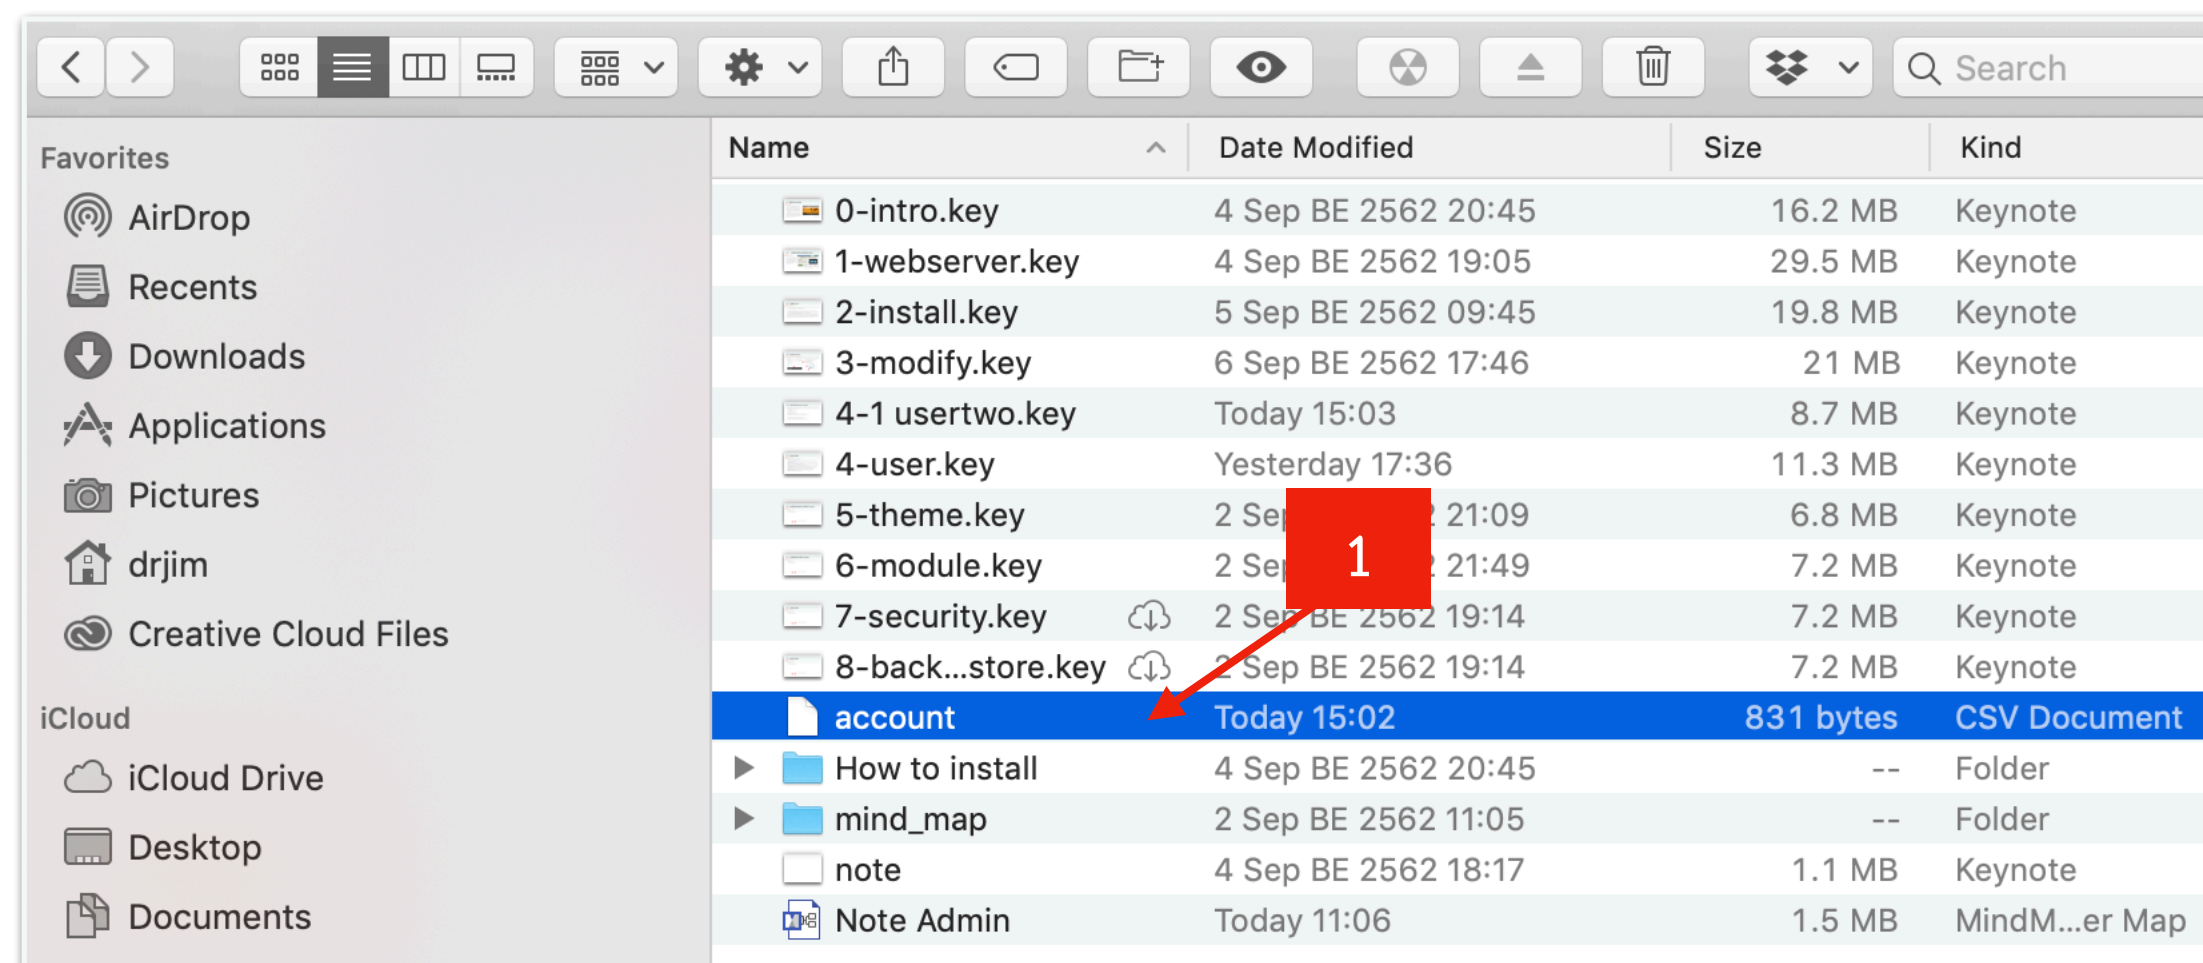 Search
Favorites
AirDrop
Recents
Downloads
Applications
Pictures
drjim
Creative Cloud Files
iCloud
iCloud Drive
Desktop
Documents
Name Date Modified Size Kind
0-intro.key 4 Sep BE 2562 20:45 16.2 MB Keynote
1-webserver.key 4 Sep BE 2562 19:05 29.5 MB Keynote
2-install.key 5 Sep BE 2562 09:45 19.8 MB Keynote
3-modify.key 6 Sep BE 2562 17:46 21 MB Keynote
4-1 usertwo.key Today 15:03 8.7 MB Keynote
4-user.key Yesterday 17:36 11.3 MB Keynote
5-theme.key 2 21:09 6.8 MB Keynote
1
6-module.key 2 21:49 7.2 MB Keynote
7-security.key 2 Sep BE 2562 19:14 7.2 MB Keynote
8-back...store.key 2 Sep BE 2562 19:14 7.2 MB Keynote
account Today 15:02 831 bytes CSV Document
How to install 4 Sep BE 2562 20:45 -- Folder
mind_map 2 Sep BE 2562 11:05 -- Folder
note 4 Sep BE 2562 18:17 1.1 MB Keynote
Note Admin Today 11:06 1.5 MB MindM...er Map